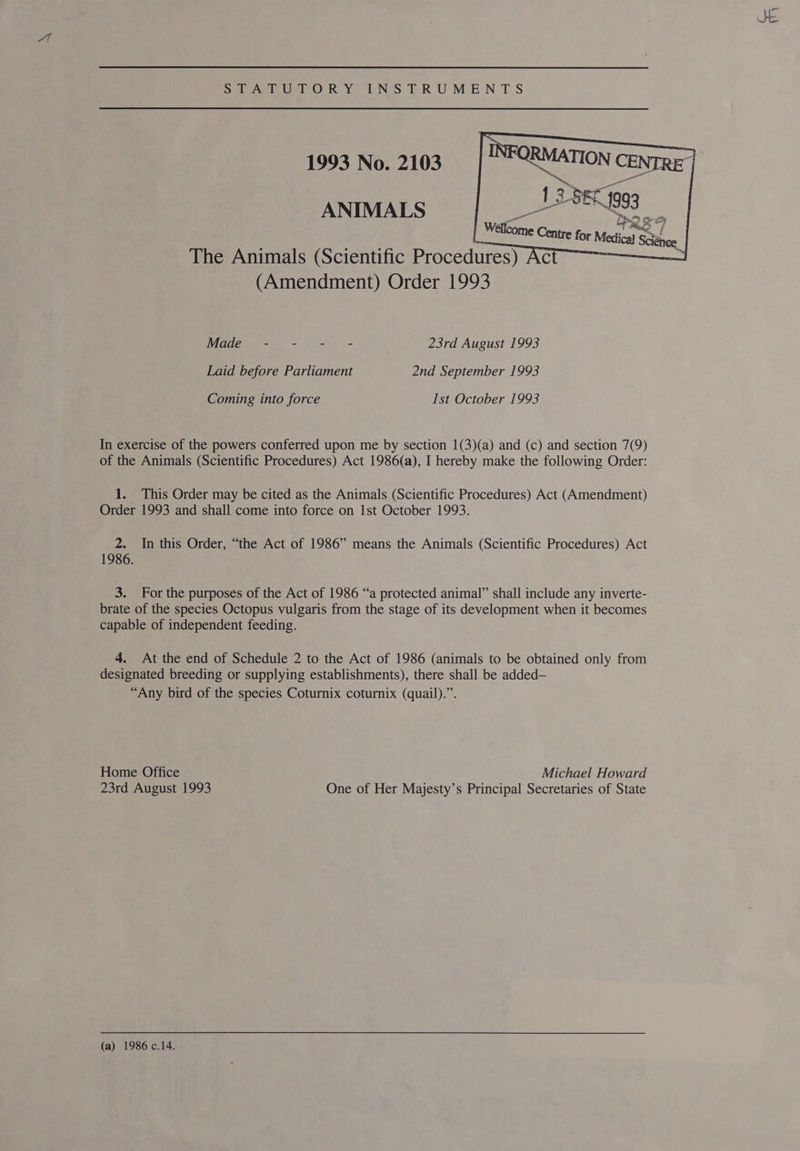 JE
STATUTORY INSTRUMENTS
1993 No. 2103
INFORMATION CENTRE
ANIMALS
Wellcome Centre for Medical Science
The Animals (Scientific Procedures) Act
(Amendment) Order 1993
Made - - - - 23rd August 1993
Laid before Parliament 2nd September 1993
Coming into force 1st October 1993
In exercise of the powers conferred upon me by section 1(3)(a) and (c) and section 7(9)
of the Animals (Scientific Procedures) Act 1986(a), I hereby make the following Order:
1. This Order may be cited as the Animals (Scientific Procedures) Act (Amendment)
Order 1993 and shall come into force on 1st October 1993.
2. In this Order, “the Act of 1986” means the Animals (Scientific Procedures) Act
1986.
3. For the purposes of the Act of 1986 “a protected animal” shall include any inverte-
brate of the species Octopus vulgaris from the stage of its development when it becomes
capable of independent feeding.
4. At the end of Schedule 2 to the Act of 1986 (animals to be obtained only from
designated breeding or supplying establishments), there shall be added–
“Any bird of the species Coturnix coturnix (quail).”.
Home Office Michael Howard
23rd August 1993 One of Her Majesty’s Principal Secretaries of State
(a) 1986 c.14.